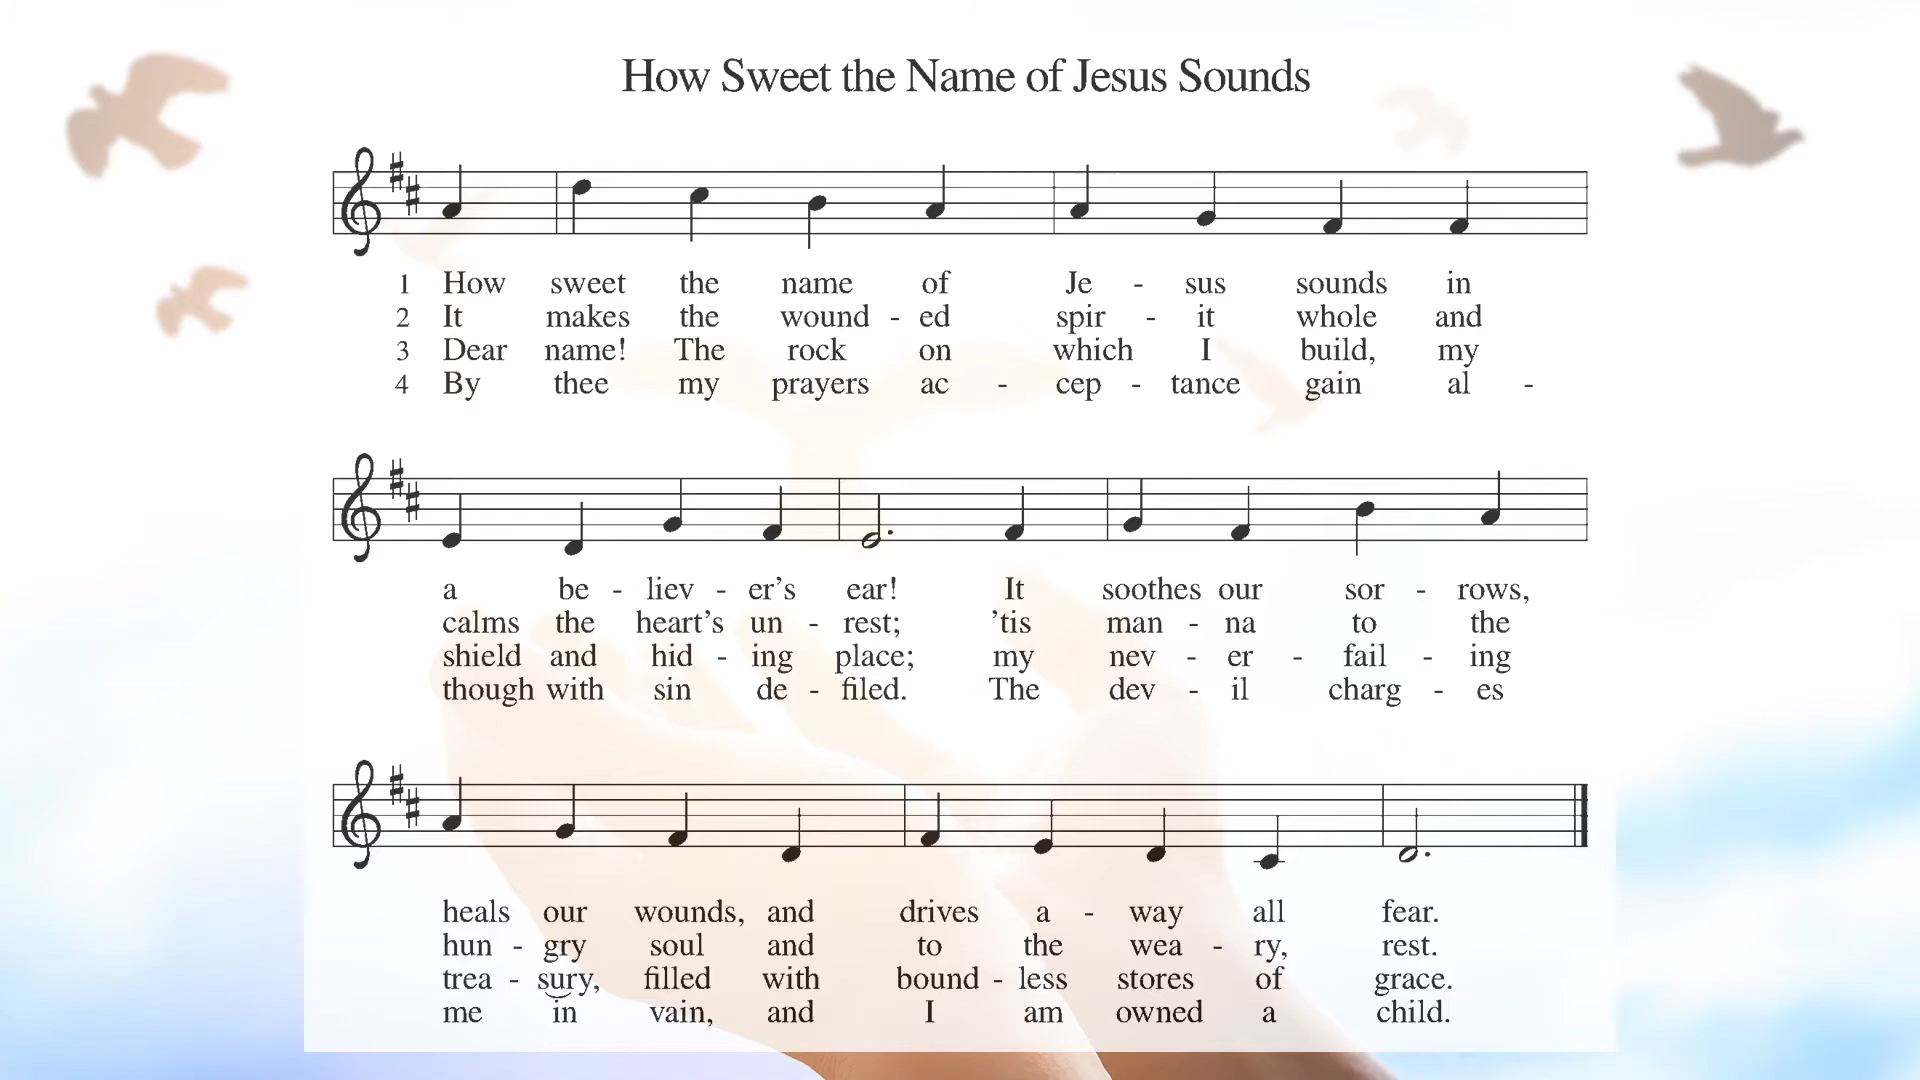 How Sweet the Name of Jesus Sounds
1 How sweet the name of Je - sus sounds in
2 It makes the wound - ed spir - it whole and
3 Dear name! The rock on which I build, my
4 By thee my prayers ac - cep - tance gain al -
a be - liev - er's ear! It soothes our sor - rows,
calms the heart's un - rest; 'tis man - na to the
shield and hid - ing place; my nev - er - fail - ing
though with sin de - filed. The dev - il charg - es
heals our wounds, and drives a - way all fear.
hun - gry soul and to the wea - ry, rest.
trea - sury, filled with bound - less stores of grace.
me in vain, and I am owned a child.